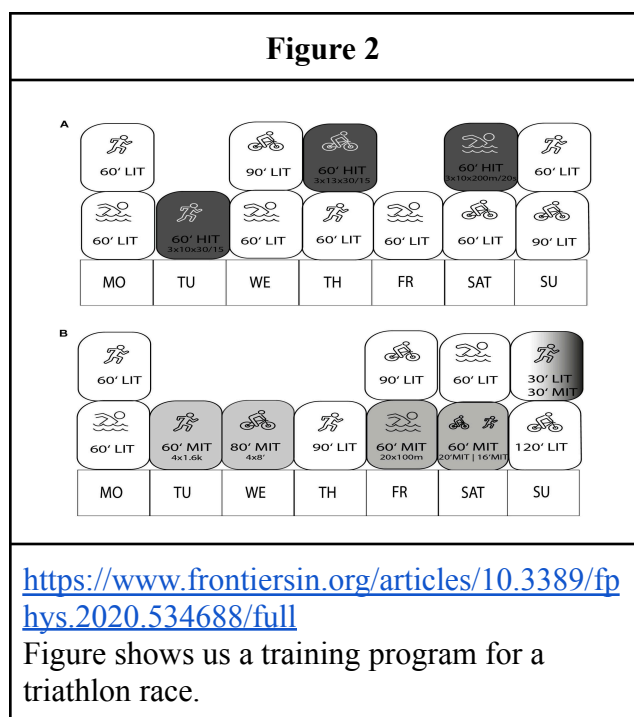 Figure 2
A
60' LIT
90' LIT
60' HIT
3x13x30/15
60' HIT
3x10x200m/20s
60' LIT
60' LIT
60' HIT
3x10x30/15
60' LIT
60' LIT
60' LIT
60' LIT
90' LIT
MO TU WE TH FR SAT SU
B
60' LIT
90' LIT
60' LIT
30' LIT
30' MIT
60' LIT
60' MIT
4x1.6k
80' MIT
4x8'
90' LIT
60' MIT
20x100m
60' MIT
20'MIT | 16'MIT
120' LIT
MO TU WE TH FR SAT SU
https://www.frontiersin.org/articles/10.3389/fp
hys.2020.534688/full
Figure shows us a training program for a
triathlon race.